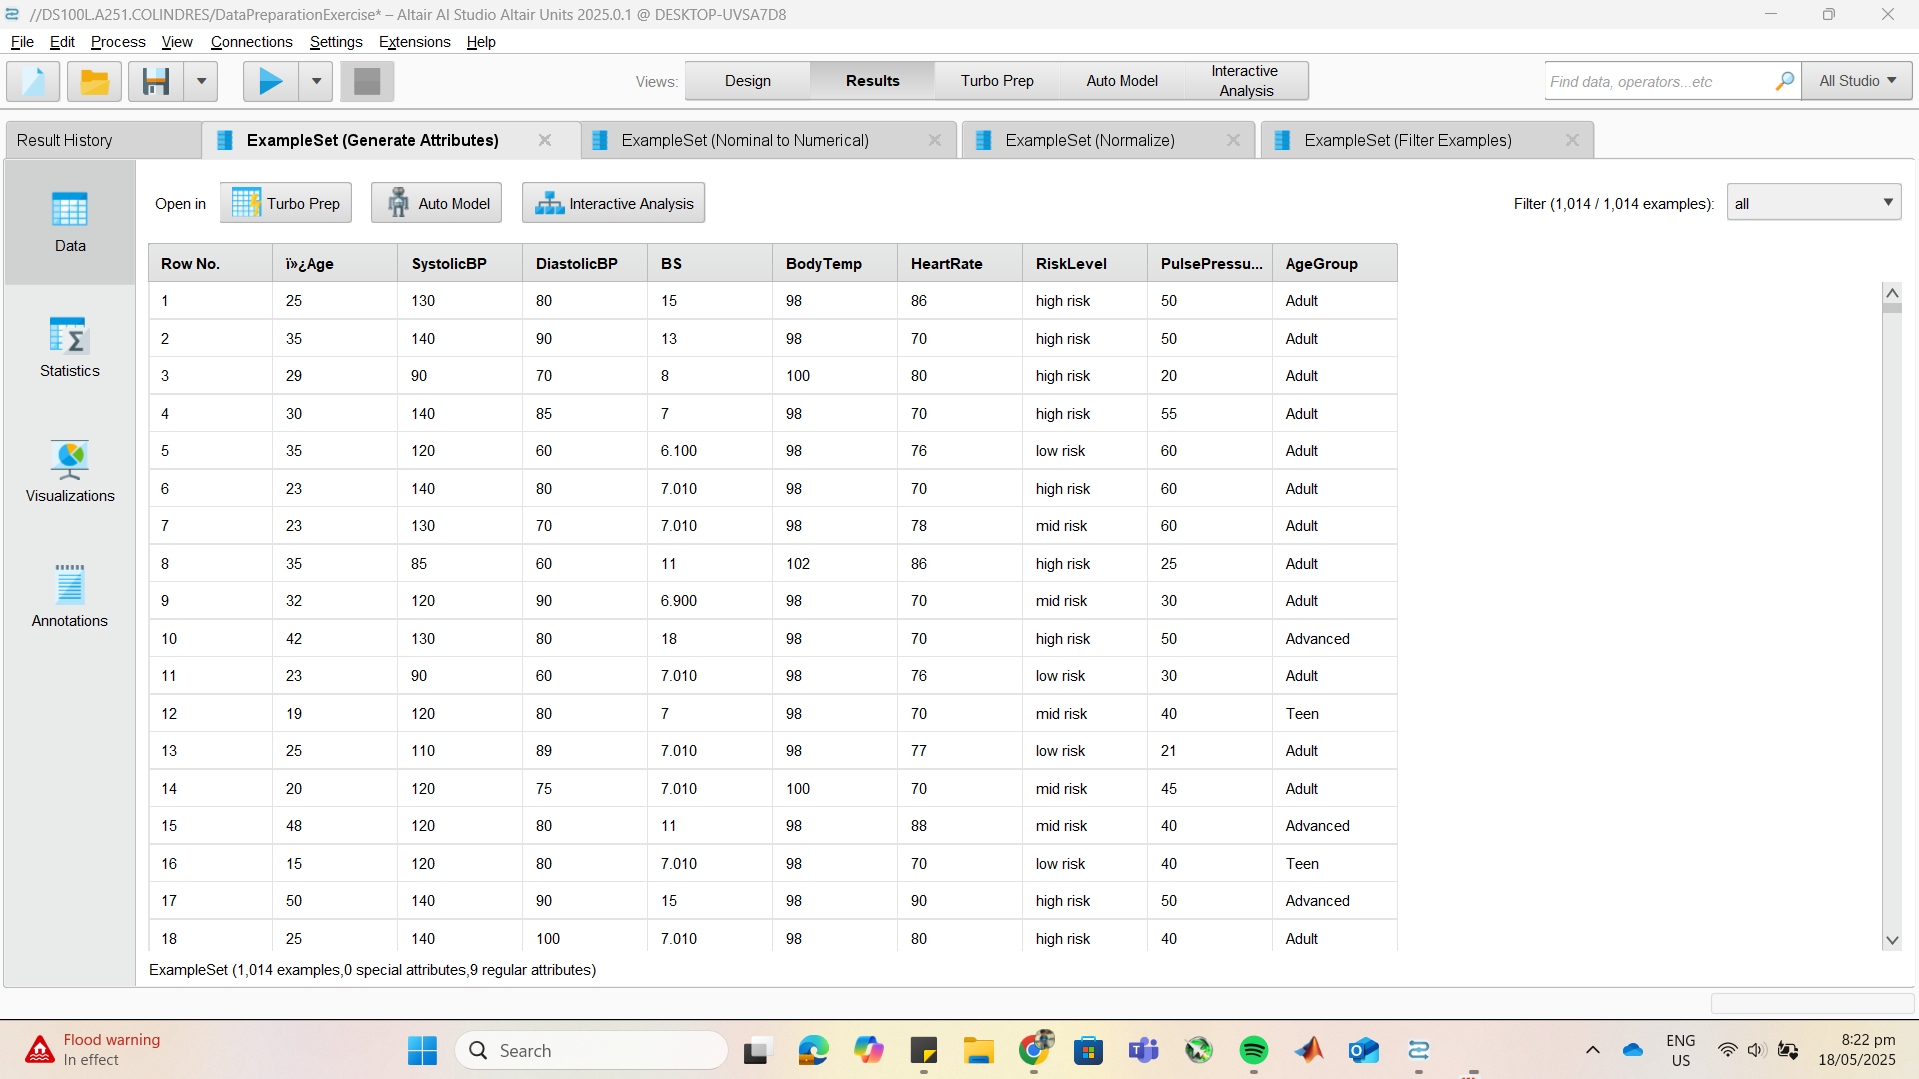 //DS100L.A251.COLINDRES/DataPreparationExercise* – Altair AI Studio Altair Units 2025.0.1 @ DESKTOP-UVSA7D8
File Edit Process View Connections Settings Extensions Help
Views: Design Results Turbo Prep Auto Model Interactive Analysis
Find data, operators...etc All Studio
Result History ExampleSet (Generate Attributes) ExampleSet (Nominal to Numerical) ExampleSet (Normalize) ExampleSet (Filter Examples)
Data
Statistics
Visualizations
Annotations
Open in Turbo Prep Auto Model Interactive Analysis Filter (1,014 / 1,014 examples): all
Row No. ï»¿Age SystolicBP DiastolicBP BS BodyTemp HeartRate RiskLevel PulsePressu... AgeGroup
1 25 130 80 15 98 86 high risk 50 Adult
2 35 140 90 13 98 70 high risk 50 Adult
3 29 90 70 8 100 80 high risk 20 Adult
4 30 140 85 7 98 70 high risk 55 Adult
5 35 120 60 6.100 98 76 low risk 60 Adult
6 23 140 80 7.010 98 70 high risk 60 Adult
7 23 130 70 7.010 98 78 mid risk 60 Adult
8 35 85 60 11 102 86 high risk 25 Adult
9 32 120 90 6.900 98 70 mid risk 30 Adult
10 42 130 80 18 98 70 high risk 50 Advanced
11 23 90 60 7.010 98 76 low risk 30 Adult
12 19 120 80 7 98 70 mid risk 40 Teen
13 25 110 89 7.010 98 77 low risk 21 Adult
14 20 120 75 7.010 100 70 mid risk 45 Adult
15 48 120 80 11 98 88 mid risk 40 Advanced
16 15 120 80 7.010 98 70 low risk 40 Teen
17 50 140 90 15 98 90 high risk 50 Advanced
18 25 140 100 7.010 98 80 high risk 40 Adult
ExampleSet (1,014 examples,0 special attributes,9 regular attributes)
Flood warning
In effect
Search
ENG
US
8:22 pm
18/05/2025